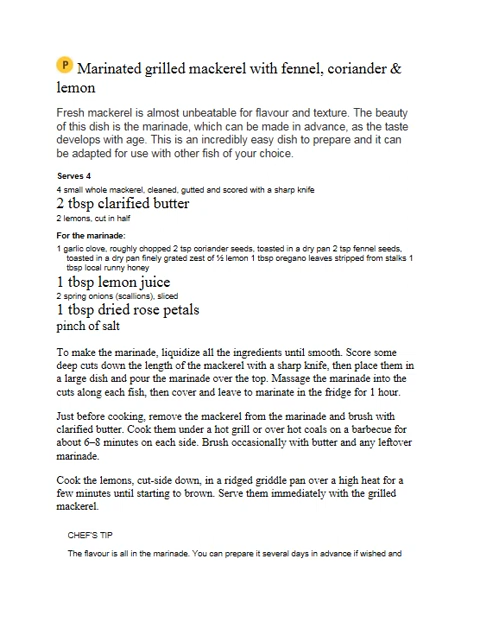 P Marinated grilled mackerel with fennel, coriander &
lemon
Fresh mackerel is almost unbeatable for flavour and texture. The beauty
of this dish is the marinade, which can be made in advance, as the taste
develops with age. This is an incredibly easy dish to prepare and it can
be adapted for use with other fish of your choice.
Serves 4
4 small whole mackerel, cleaned, gutted and scored with a sharp knife
2 tbsp clarified butter
2 lemons, cut in half
For the marinade:
1 garlic clove, roughly chopped 2 tsp coriander seeds, toasted in a dry pan 2 tsp fennel seeds,
toasted in a dry pan finely grated zest of ½ lemon 1 tbsp oregano leaves stripped from stalks 1
tbsp local runny honey
1 tbsp lemon juice
2 spring onions (scallions), sliced
1 tbsp dried rose petals
pinch of salt
To make the marinade, liquidize all the ingredients until smooth. Score some
deep cuts down the length of the mackerel with a sharp knife, then place them in
a large dish and pour the marinade over the top. Massage the marinade into the
cuts along each fish, then cover and leave to marinate in the fridge for 1 hour.
Just before cooking, remove the mackerel from the marinade and brush with
clarified butter. Cook them under a hot grill or over hot coals on a barbecue for
about 6–8 minutes on each side. Brush occasionally with butter and any leftover
marinade.
Cook the lemons, cut-side down, in a ridged griddle pan over a high heat for a
few minutes until starting to brown. Serve them immediately with the grilled
mackerel.
CHEF'S TIP
The flavour is all in the marinade. You can prepare it several days in advance if wished and